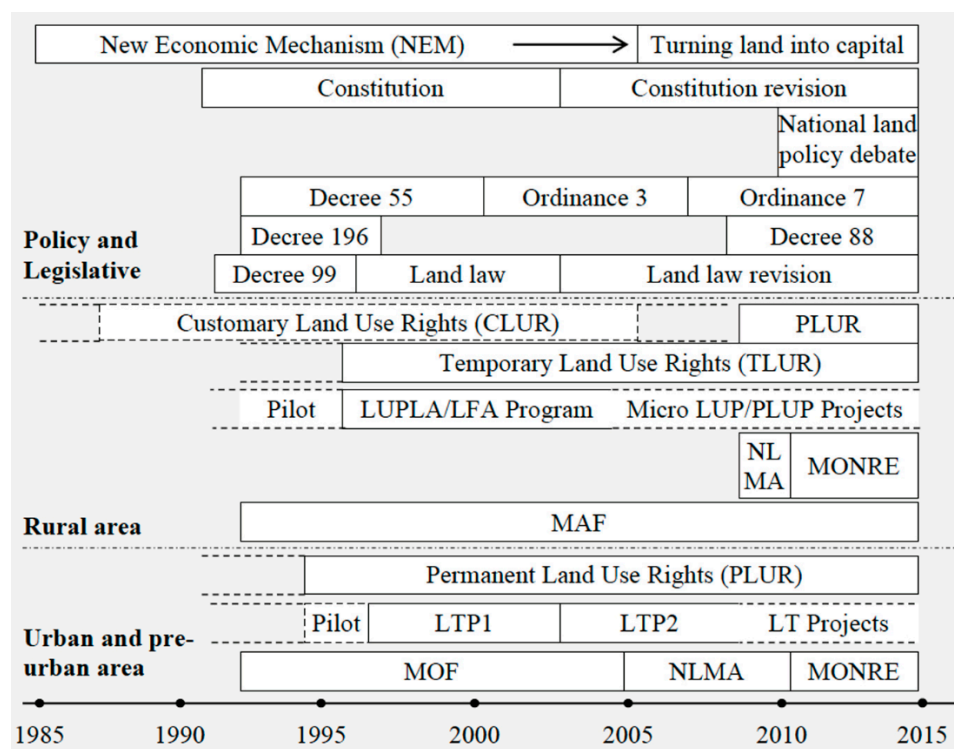 New Economic Mechanism (NEM)
Turning land into capital
Constitution
Constitution revision
National land
policy debate
Decree 55
Ordinance 3
Ordinance 7
Policy and
Legislative
Decree 196
Decree 88
Decree 99
Land law
Land law revision
Customary Land Use Rights (CLUR)
PLUR
Temporary Land Use Rights (TLUR)
Pilot
LUPLA/LFA Program
Micro LUP/PLUP Projects
NL
MA
MONRE
Rural area
MAF
Permanent Land Use Rights (PLUR)
Urban and pre-
urban area
Pilot
LTP1
LTP2
LT Projects
MOF
NLMA
MONRE
1985
1990
1995
2000
2005
2010
2015